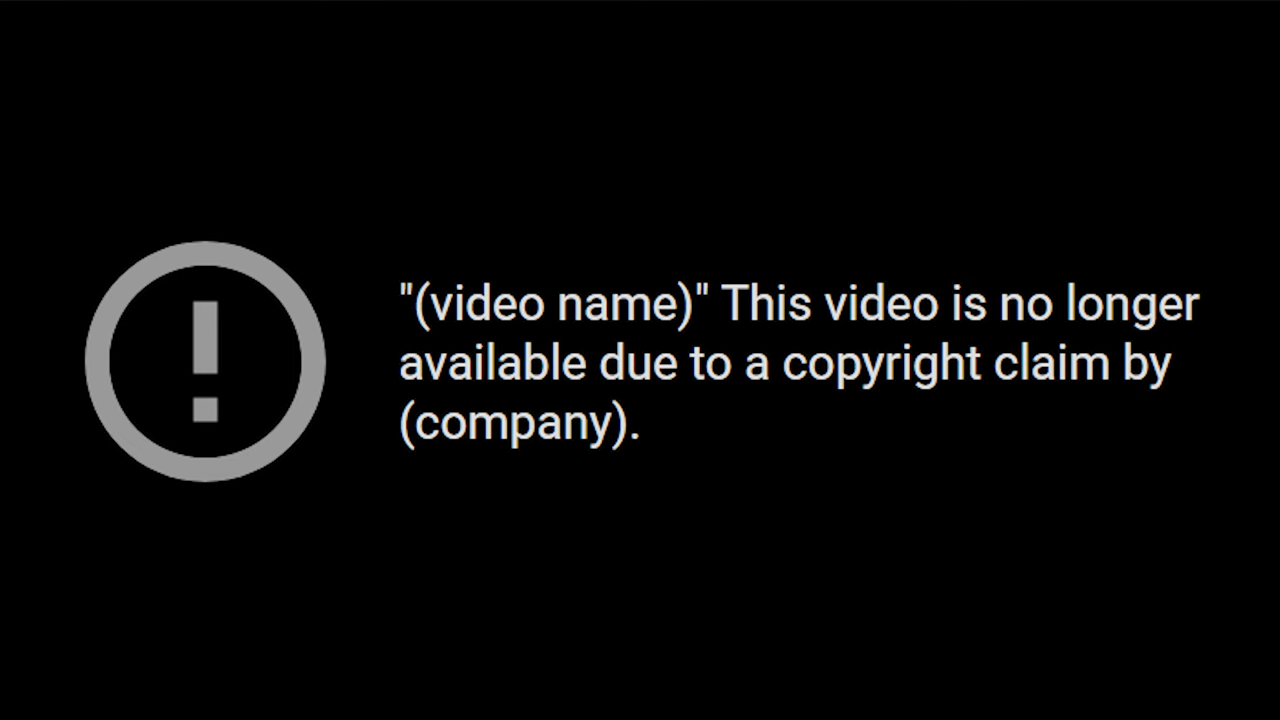 "(video name)" This video is no longer
available due to a copyright claim by
(company).